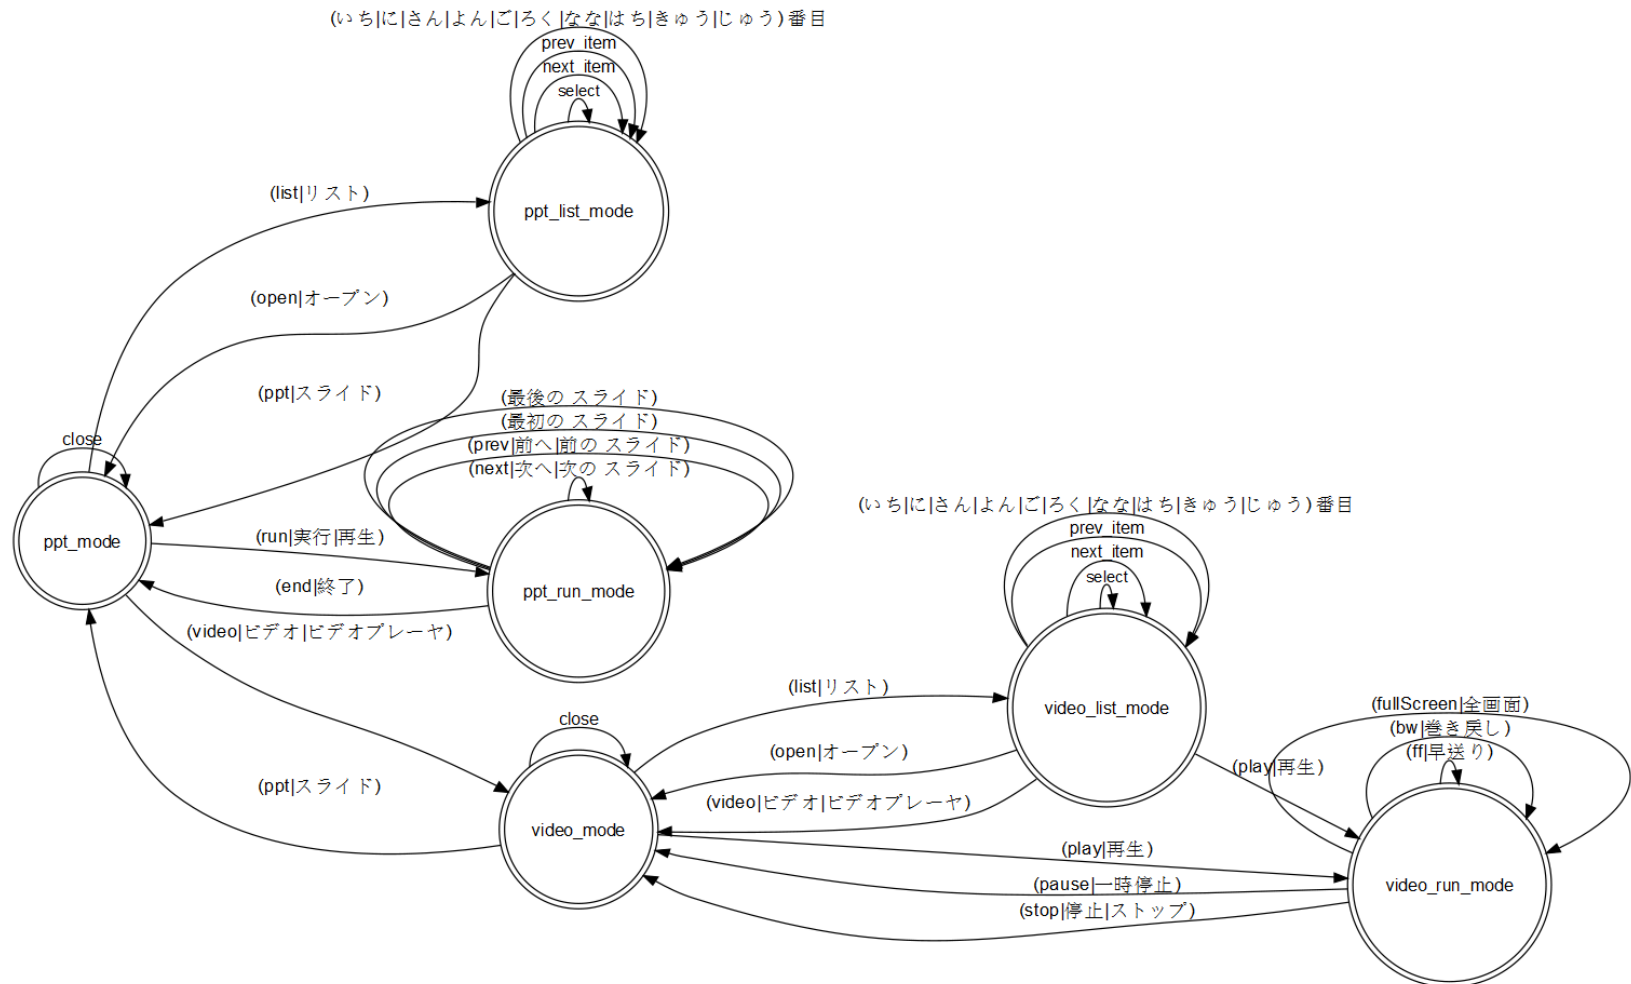 (いち|に|さん|よん|ご|ろく|なな|はち|きゅう|じゅう)番目
prev_item
next_item
select
(list|リスト)
ppt_list_mode
(open|オープン)
(ppt|スライド)
(最後の スライド)
(最初の スライド)
(prev|前へ|前の スライド)
(next|次へ|次の スライド)
close
ppt_mode
(run|実行|再生)
(end|終了)
ppt_run_mode
(video|ビデオ|ビデオプレーヤ)
(いち|に|さん|よん|ご|ろく|なな|はち|きゅう|じゅう)番目
prev_item
next_item
select
(list|リスト)
video_list_mode
(open|オープン)
(video|ビデオ|ビデオプレーヤ)
(play|再生)
(fullScreen|全画面)
(bw|巻き戻し)
(ff|早送り)
close
(ppt|スライド)
video_mode
(play|再生)
(pause|一時停止)
(stop|停止|ストップ)
video_run_mode